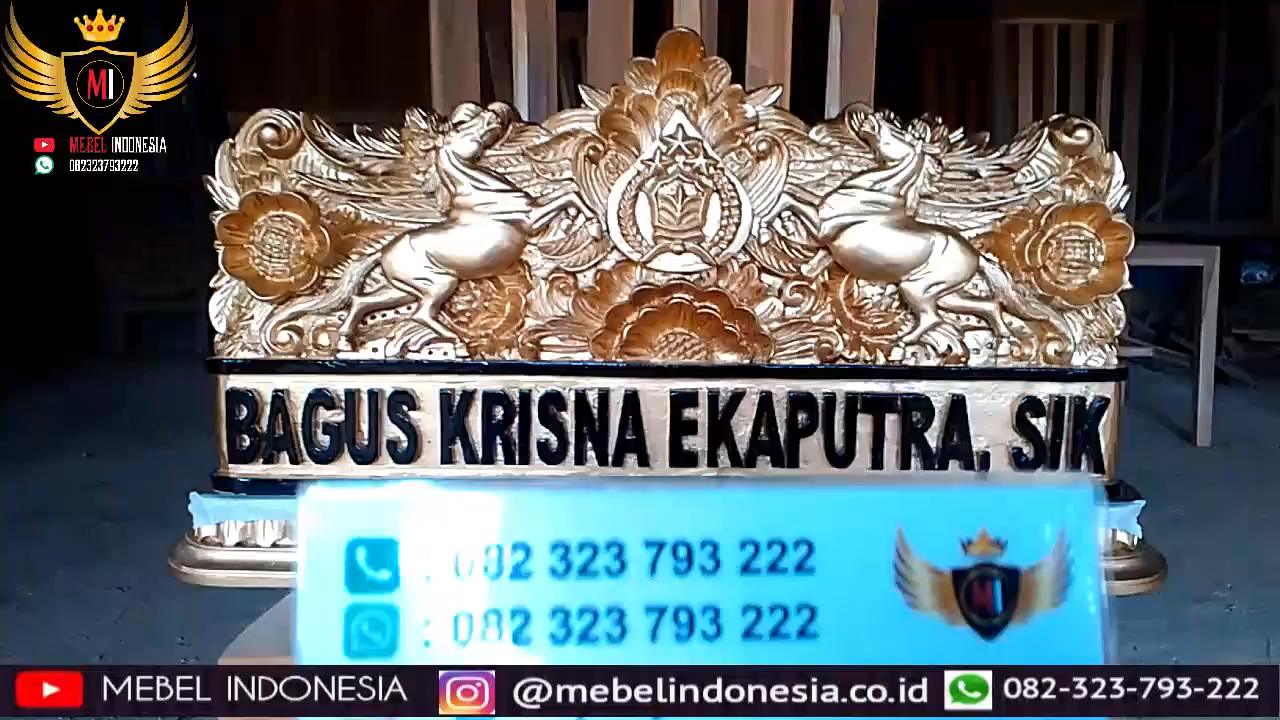 MI
MEBEL INDONESIA
082323793222
BAGUS KRISNA EKAPUTRA, SIK
: 082 323 793 222
MI
: 082 323 793 222
MEBEL INDONESIA @mebelindonesia.co.id 082-323-793-222